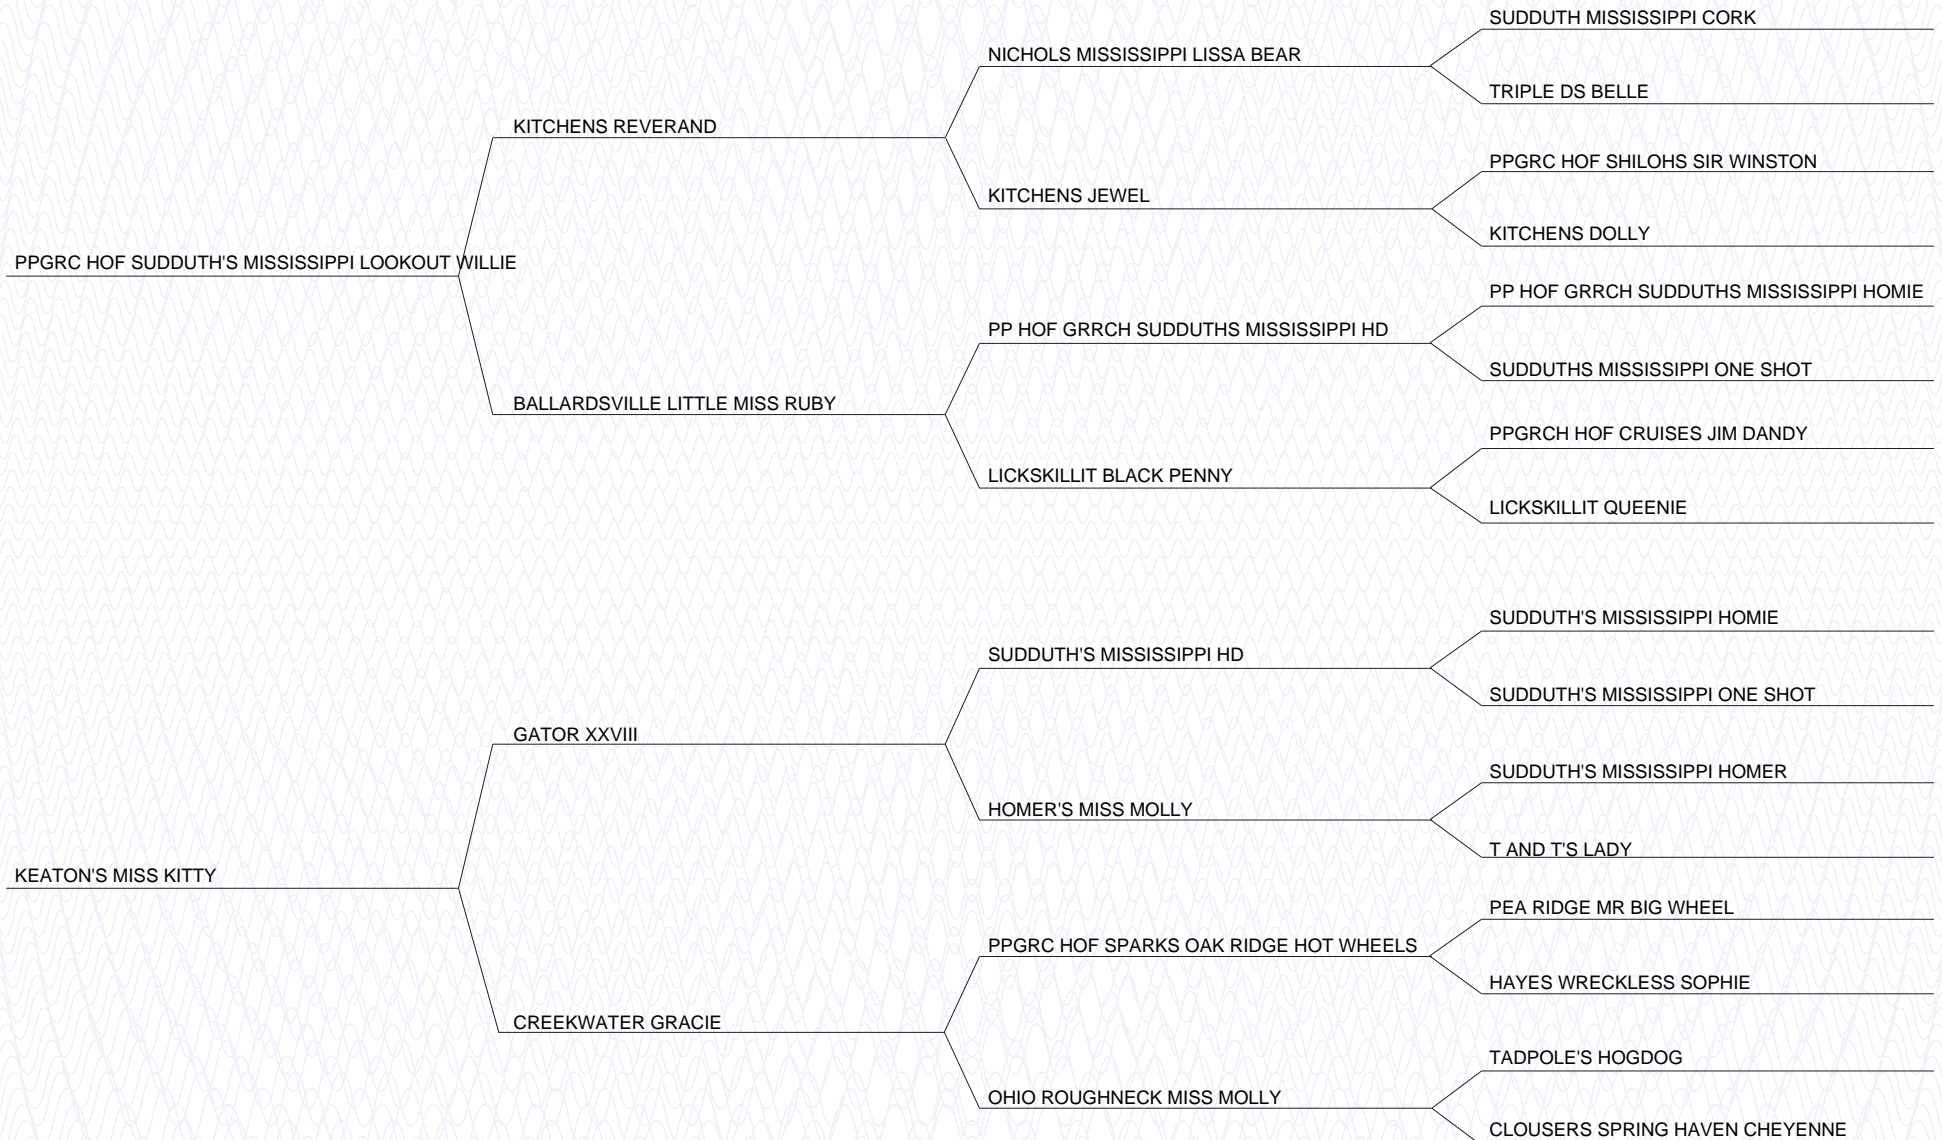 SUDDUTH MISSISSIPPI CORK
NICHOLS MISSISSIPPI LISSA BEAR
TRIPLE DS BELLE
KITCHENS REVERAND
PPGRC HOF SHILOHS SIR WINSTON
KITCHENS JEWEL
KITCHENS DOLLY
PPGRC HOF SUDDUTH'S MISSISSIPPI LOOKOUT WILLIE
PP HOF GRRCH SUDDUTHS MISSISSIPPI HOMIE
PP HOF GRRCH SUDDUTHS MISSISSIPPI HD
SUDDUTHS MISSISSIPPI ONE SHOT
BALLARDSVILLE LITTLE MISS RUBY
PPGRCH HOF CRUISES JIM DANDY
LICKSKILLIT BLACK PENNY
LICKSKILLIT QUEENIE
SUDDUTH'S MISSISSIPPI HOMIE
SUDDUTH'S MISSISSIPPI HD
SUDDUTH'S MISSISSIPPI ONE SHOT
GATOR XXVIII
SUDDUTH'S MISSISSIPPI HOMER
HOMER'S MISS MOLLY
T AND T'S LADY
KEATON'S MISS KITTY
PEA RIDGE MR BIG WHEEL
PPGRC HOF SPARKS OAK RIDGE HOT WHEELS
HAYES WRECKLESS SOPHIE
CREEKWATER GRACIE
TADPOLE'S HOGDOG
OHIO ROUGHNECK MISS MOLLY
CLOUSERS SPRING HAVEN CHEYENNE